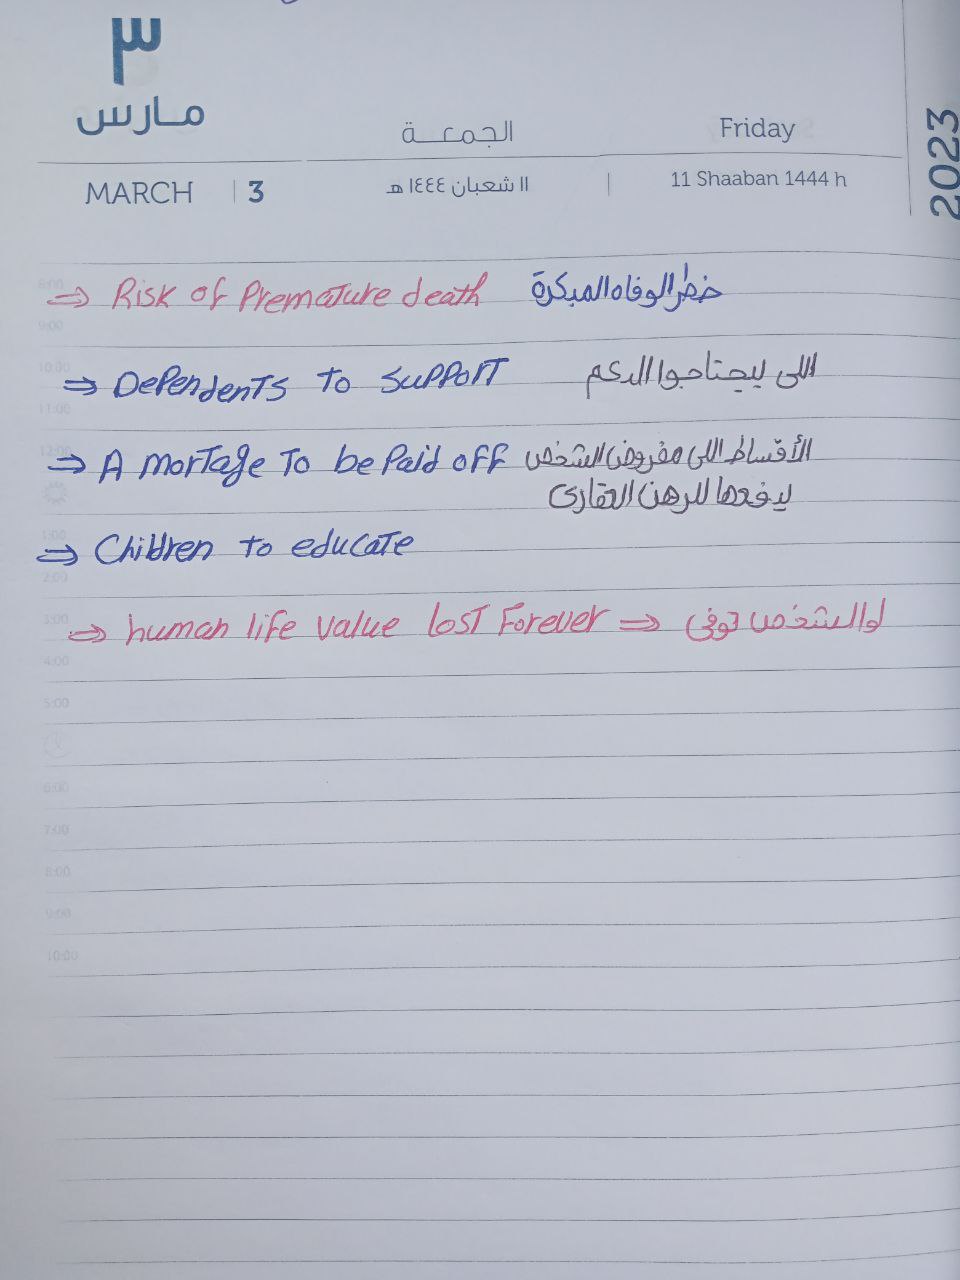 ٣
مارس
الجمعة
Friday
2023
MARCH | 3
١١ شعبان ١٤٤٤ هـ
11 Shaaban 1444 h
8:00
⇒ Risk of Premature death خطر الوفاه المبكرة
9:00
10:00
⇒ Dependents To support اللى ليحتاحوا الدعم
11:00
12:00
⇒ A morTage To be Paid off الأقساط اللى مفروض الشخص
ليفعدها للرهن العقارى
1:00
⇒ Children to educate
2:00
3:00
⇒ human life value lost Forever ⇒ لو الشخص توفى
4:00
5:00
6:00
7:00
8:00
9:00
10:00